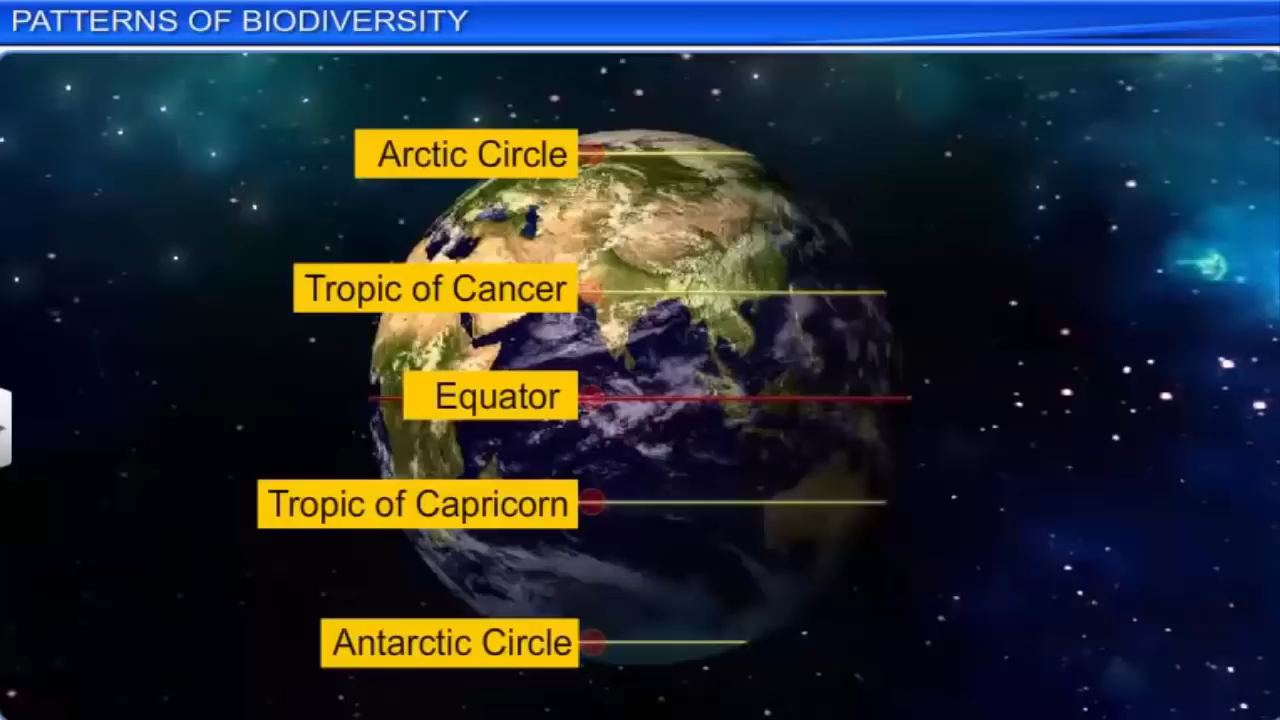 PATTERNS OF BIODIVERSITY
Arctic Circle
Tropic of Cancer
Equator
Tropic of Capricorn
Antarctic Circle